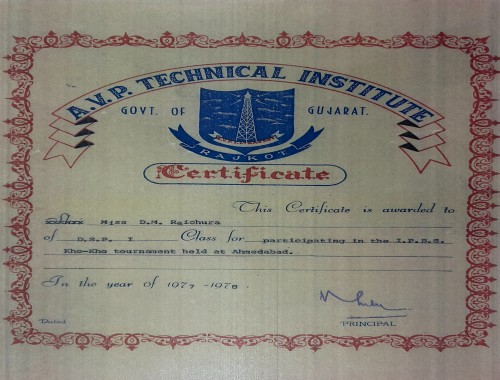 A.V.P. TECHNICAL INSTITUTE
GOVT. OF GUJARAT.
RAJKOT
Certificate
This Certificate is awarded to
Miss D.M. Raichura
of D.S.P. I Class for participating in the I.P.D.S.
Kho-Kho tournament held at Ahmedabad.
In the year of 1977 -1978
Dated
PRINCIPAL